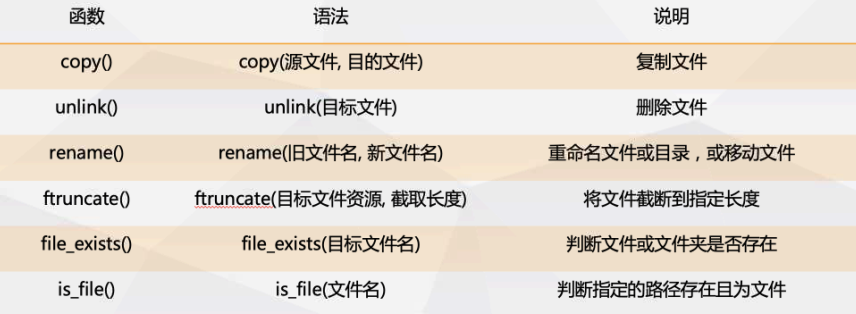 函数 语法 说明
copy() copy(源文件, 目的文件) 复制文件
unlink() unlink(目标文件) 删除文件
rename() rename(旧文件名, 新文件名) 重命名文件或目录，或移动文件
ftruncate() ftruncate(目标文件资源, 截取长度) 将文件截断到指定长度
file_exists() file_exists(目标文件名) 判断文件或文件夹是否存在
is_file() is_file(文件名) 判断指定的路径存在且为文件